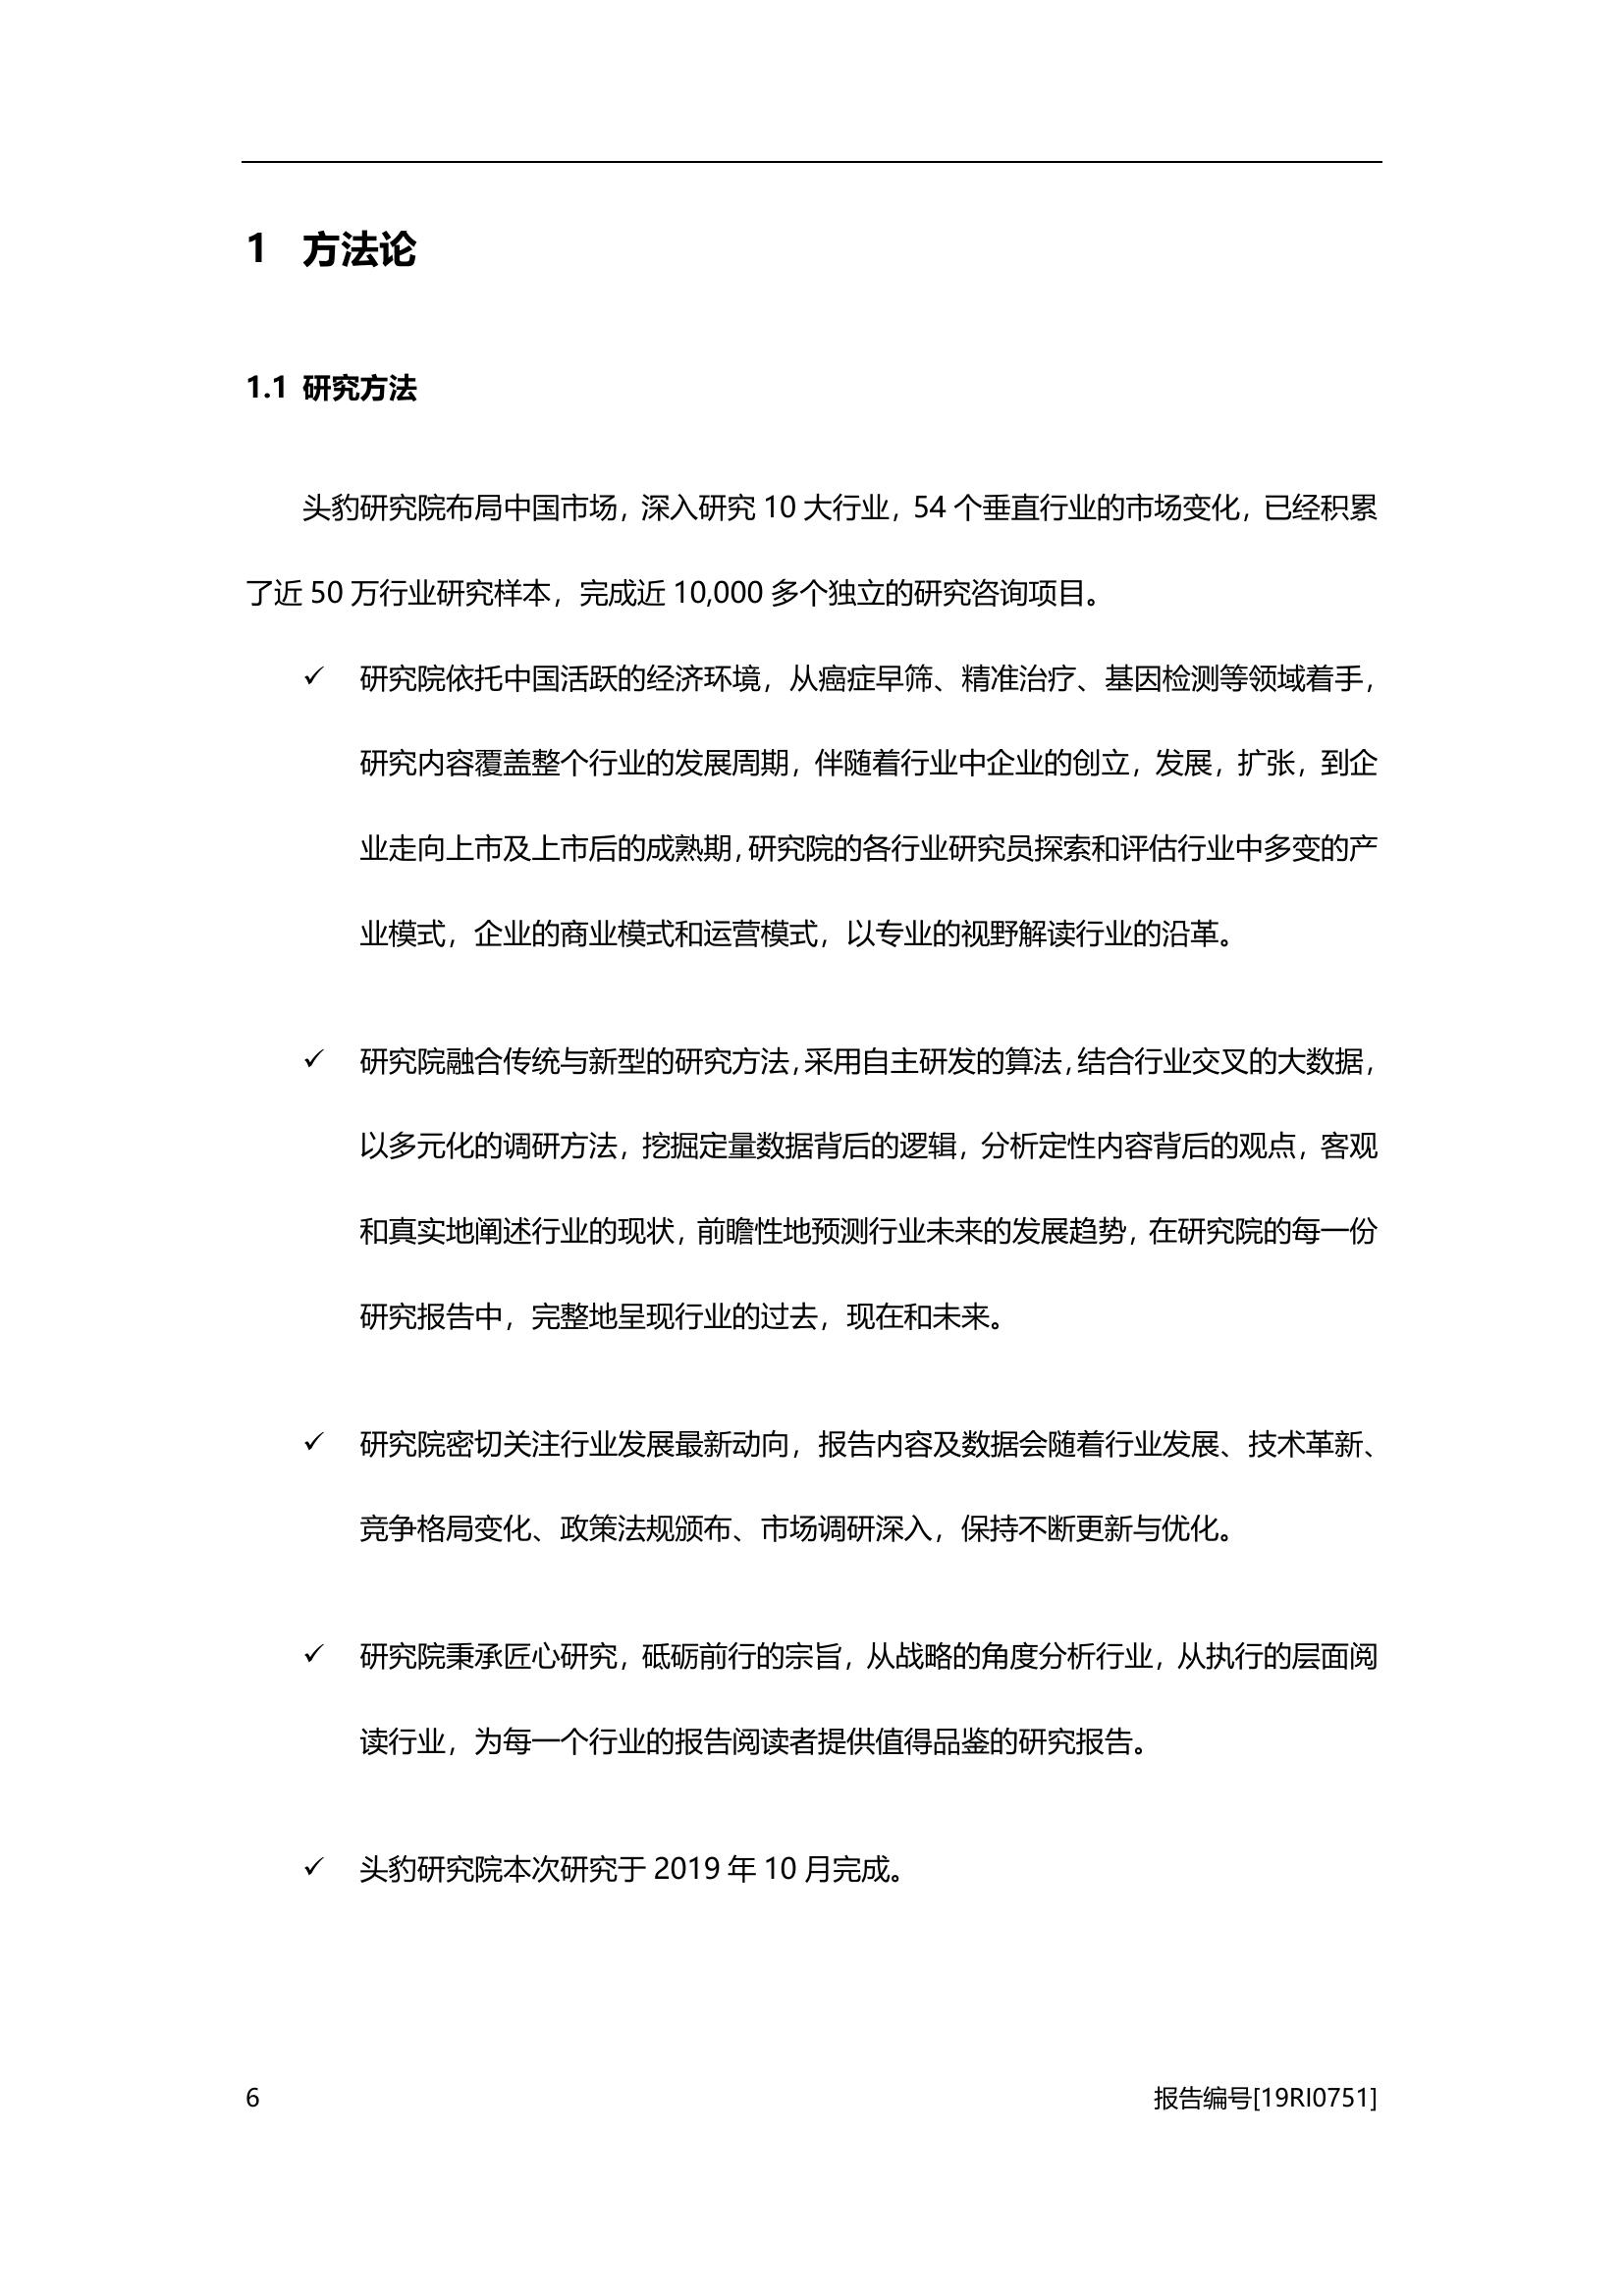 1 方法论
1.1 研究方法
头豹研究院布局中国市场，深入研究 10 大行业，54 个垂直行业的市场变化，已经积累
了近 50 万行业研究样本，完成近 10,000 多个独立的研究咨询项目。
✓ 研究院依托中国活跃的经济环境，从癌症早筛、精准治疗、基因检测等领域着手，
研究内容覆盖整个行业的发展周期，伴随着行业中企业的创立，发展，扩张，到企
业走向上市及上市后的成熟期，研究院的各行业研究员探索和评估行业中多变的产
业模式，企业的商业模式和运营模式，以专业的视野解读行业的沿革。
✓ 研究院融合传统与新型的研究方法，采用自主研发的算法，结合行业交叉的大数据，
以多元化的调研方法，挖掘定量数据背后的逻辑，分析定性内容背后的观点，客观
和真实地阐述行业的现状，前瞻性地预测行业未来的发展趋势，在研究院的每一份
研究报告中，完整地呈现行业的过去，现在和未来。
✓ 研究院密切关注行业发展最新动向，报告内容及数据会随着行业发展、技术革新、
竞争格局变化、政策法规颁布、市场调研深入，保持不断更新与优化。
✓ 研究院秉承匠心研究，砥砺前行的宗旨，从战略的角度分析行业，从执行的层面阅
读行业，为每一个行业的报告阅读者提供值得品鉴的研究报告。
✓ 头豹研究院本次研究于 2019 年 10 月完成。
6 报告编号[19RI0751]